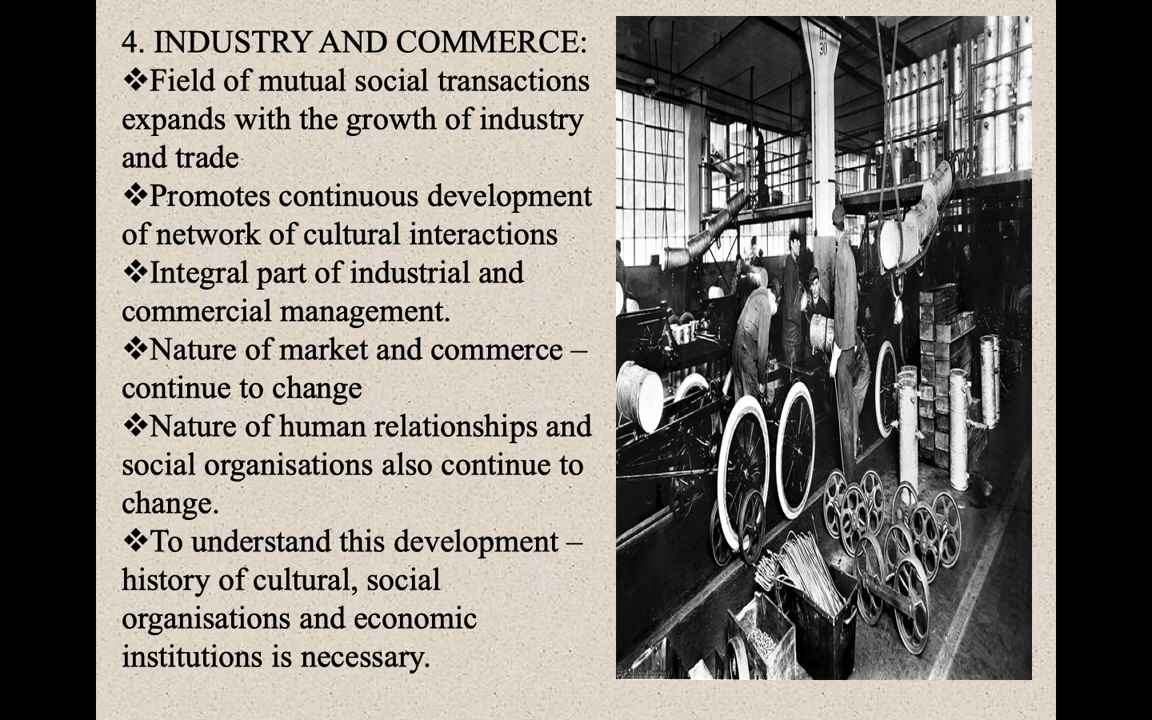 4. INDUSTRY AND COMMERCE:
❖Field of mutual social transactions
expands with the growth of industry
and trade
❖Promotes continuous development
of network of cultural interactions
❖Integral part of industrial and
commercial management.
❖Nature of market and commerce –
continue to change
❖Nature of human relationships and
social organisations also continue to
change.
❖To understand this development –
history of cultural, social
organisations and economic
institutions is necessary.